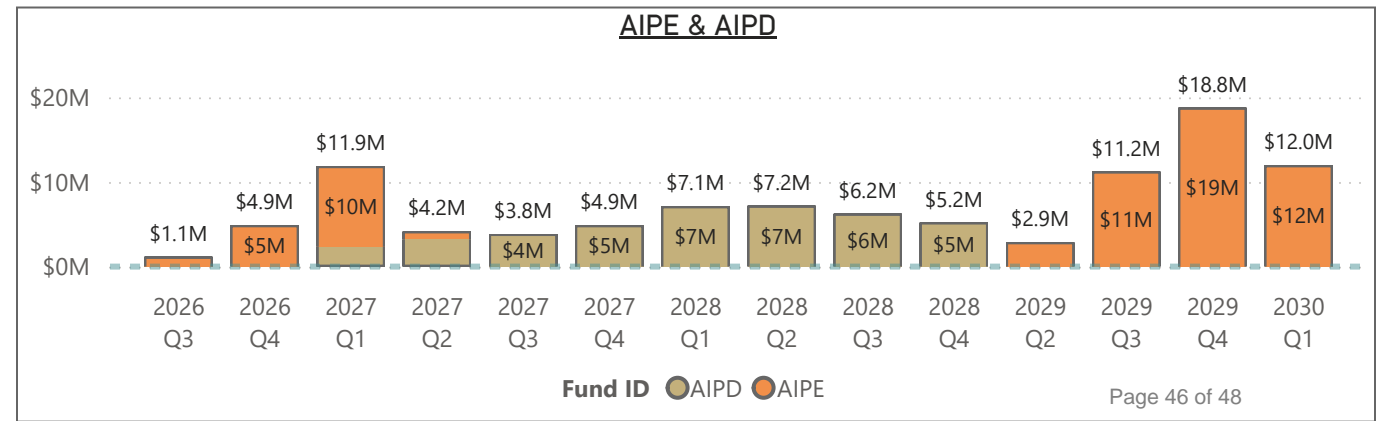 AIPE & AIPD
$20M
$10M
$0M
$1.1M
$4.9M
$11.9M
$4.2M
$3.8M
$4.9M
$7.1M
$7.2M
$6.2M
$5.2M
$2.9M
$11.2M
$18.8M
$12.0M
$5M
$10M
$4M
$5M
$7M
$7M
$6M
$5M
$11M
$19M
$12M
2026 2026 2027 2027 2027 2027 2028 2028 2028 2028 2029 2029 2029 2030
Q3 Q4 Q1 Q2 Q3 Q4 Q1 Q2 Q3 Q4 Q2 Q3 Q4 Q1
Fund ID AIPD AIPE
Page 46 of 48